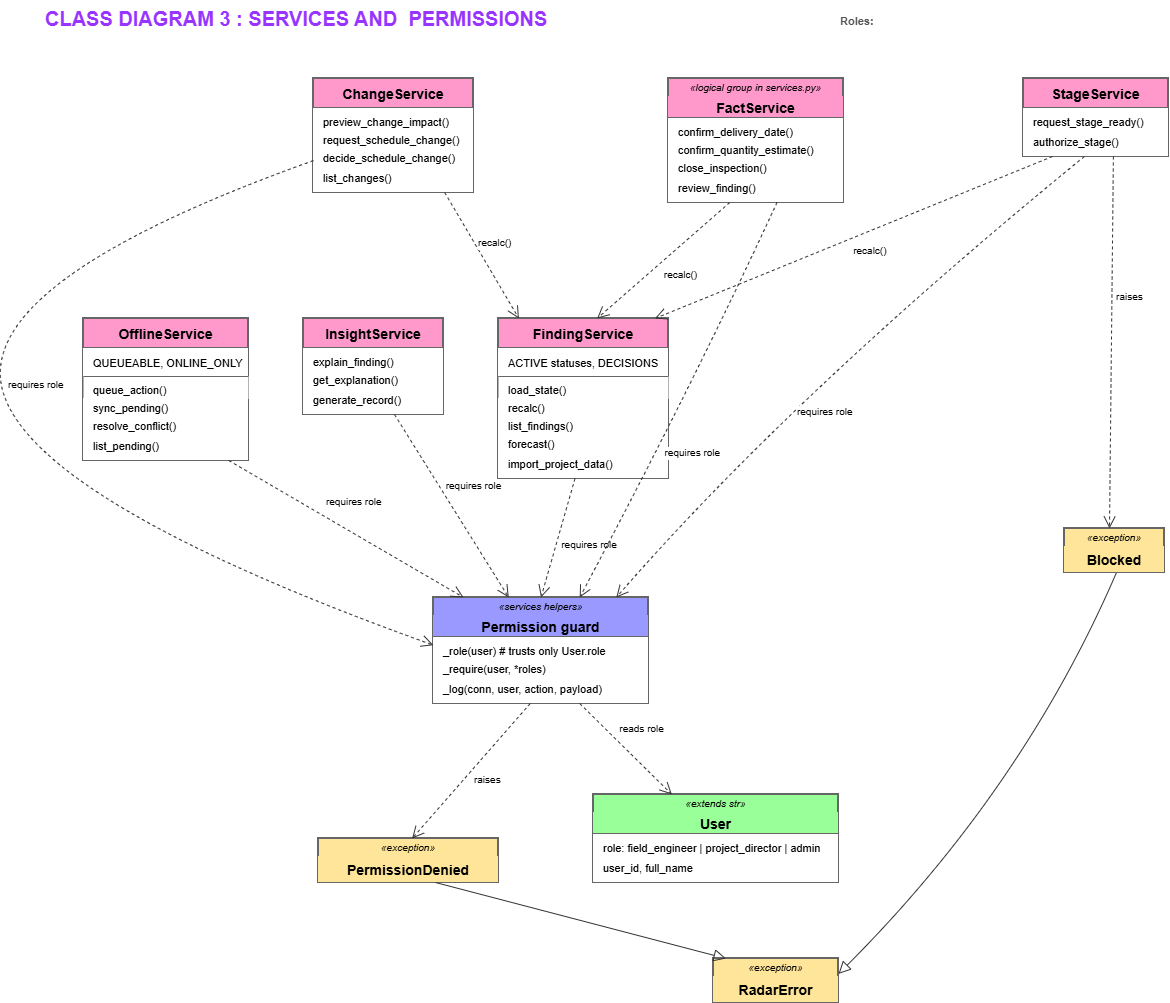 CLASS DIAGRAM 3 : SERVICES AND PERMISSIONS
Roles:
ChangeService
preview_change_impact()
request_schedule_change()
decide_schedule_change()
list_changes()
«logical group in services.py»
FactService
confirm_delivery_date()
confirm_quantity_estimate()
close_inspection()
review_finding()
StageService
request_stage_ready()
authorize_stage()
recalc()
recalc()
recalc()
raises
OfflineService
QUEUEABLE, ONLINE_ONLY
queue_action()
sync_pending()
resolve_conflict()
list_pending()
InsightService
explain_finding()
get_explanation()
generate_record()
FindingService
ACTIVE statuses, DECISIONS
load_state()
recalc()
list_findings()
forecast()
import_project_data()
requires role
requires role
requires role
requires role
requires role
requires role
«exception»
Blocked
«services helpers»
Permission guard
_role(user) # trusts only User.role
_require(user, *roles)
_log(conn, user, action, payload)
reads role
raises
«extends str»
User
role: field_engineer | project_director | admin
user_id, full_name
«exception»
PermissionDenied
«exception»
RadarError